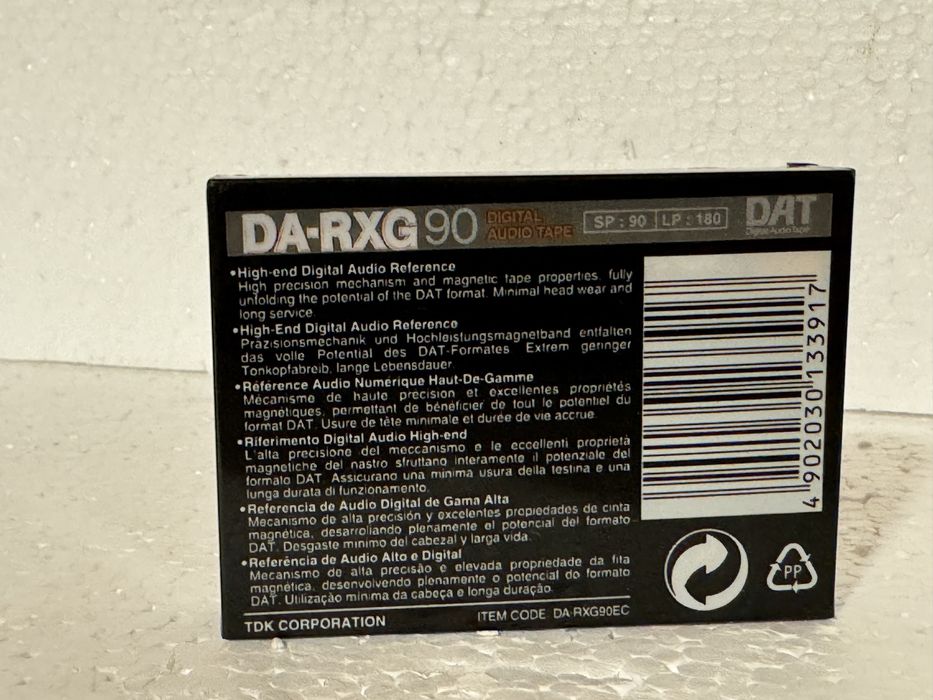 DA-RXG 90 DIGITAL AUDIO TAPE SP : 90 LP : 180 DAT
Digital Audio Tape
•High-end Digital Audio Reference
High precision mechanism and magnetic tape properties, fully
unfolding the potential of the DAT format. Minimal head wear and
long service.
•High-End Digital Audio Reference
Präzisionsmechanik und Hochleistungsmagnetband entfalten
das volle Potential des DAT-Formates. Extrem geringer
Tonkopfabreib, lange Lebensdauer.
•Référence Audio Numérique Haut-De-Gamme
Mécanisme de haute précision et excellentes propriétés
magnétiques, permettant de bénéficier de tout le potentiel du
format DAT. Usure de tête minimale et durée de vie accrue.
•Riferimento Digital Audio High-end
L'alta precisione del meccanismo e le eccellenti proprietà
magnetiche del nastro sfruttano interamente il potenziale del
formato DAT. Assicurano una minima usura della testina e una
lunga durata di funzionamento.
•Referencia de Audio Digital de Gama Alta
Mecanismo de alta precisión y excelentes propiedades de cinta
magnética, desarrollando plenamente el potencial del formato
DAT. Desgaste minimo del cabezal y larga vida.
•Referência de Audio Alto e Digital
Mecanismo de alta precisão e elevada propriedade da fita
magnética, desenvolvendo plenamente o potencial do formato
DAT. Utilização minima da cabeça e longa duração.
TDK CORPORATION ITEM CODE DA-RXG90EC
4 902030 133917
PP